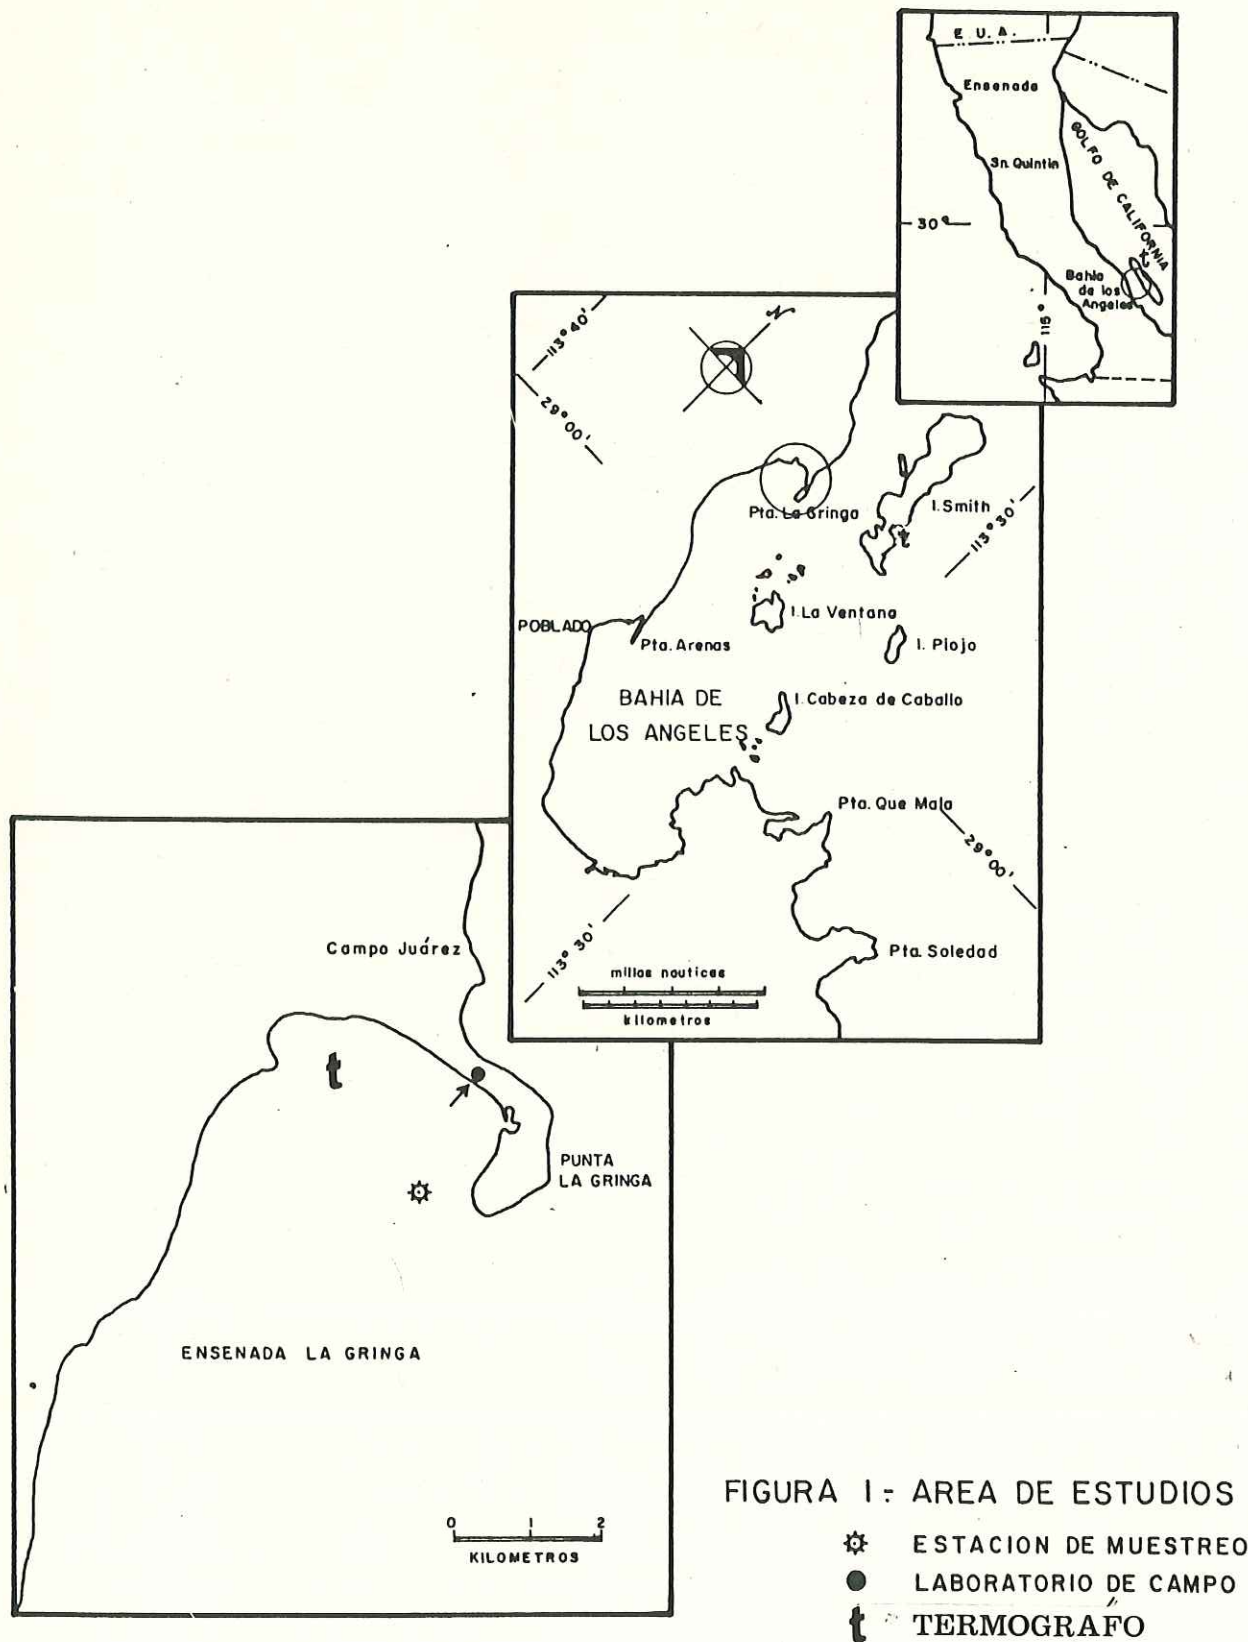 E. U. A.
Ensenada
Sn. Quintin
GOLFO DE CALIFORNIA
30°
Bahia
de los
Angeles
115°
113° 40'
N
29° 00'
Pta. La Gringa
I. Smith
113° 30'
I. La Ventana
POBLADO
Pta. Arenas
I. Piojo
BAHIA DE
LOS ANGELES
I. Cabeza de Caballo
Pta. Que Mala
29° 00'
113° 30'
Pta. Soledad
millas nauticas
kilometros
Campo Juárez
t
PUNTA
LA GRINGA
ENSENADA LA GRINGA
0 1 2
KILOMETROS
FIGURA 1.- AREA DE ESTUDIOS
ESTACION DE MUESTREO
LABORATORIO DE CAMPO
t TERMOGRAFO